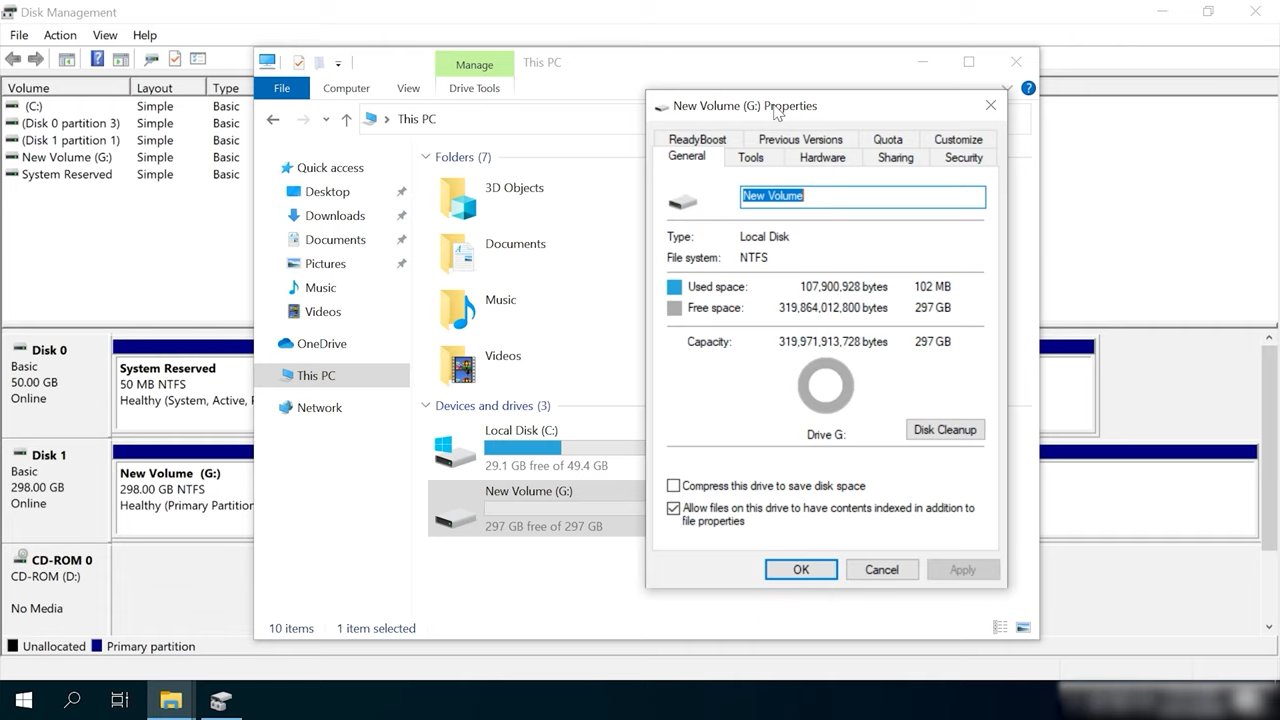 Disk Management
File Action View Help
Volume Layout Type
(C:) Simple Basic
(Disk 0 partition 3) Simple Basic
(Disk 1 partition 1) Simple Basic
New Volume (G:) Simple Basic
System Reserved Simple Basic
Disk 0
Basic
50.00 GB
Online
System Reserved
50 MB NTFS
Healthy (System, Active,
Disk 1
Basic
298.00 GB
Online
New Volume (G:)
298.00 GB NTFS
Healthy (Primary Partition
CD-ROM 0
CD-ROM (D:)
No Media
Unallocated Primary partition
Manage This PC
File Computer View Drive Tools
This PC
Quick access
Desktop
Downloads
Documents
Pictures
Music
Videos
OneDrive
This PC
Network
Folders (7)
3D Objects
Documents
Music
Videos
Devices and drives (3)
Local Disk (C:)
29.1 GB free of 49.4 GB
New Volume (G:)
297 GB free of 297 GB
10 items 1 item selected
New Volume (G:) Properties
ReadyBoost Previous Versions Quota Customize
General Tools Hardware Sharing Security
New Volume
Type: Local Disk
File system: NTFS
Used space: 107,900,928 bytes 102 MB
Free space: 319,864,012,800 bytes 297 GB
Capacity: 319,971,913,728 bytes 297 GB
Drive G: Disk Cleanup
Compress this drive to save disk space
Allow files on this drive to have contents indexed in addition to
file properties
OK Cancel Apply